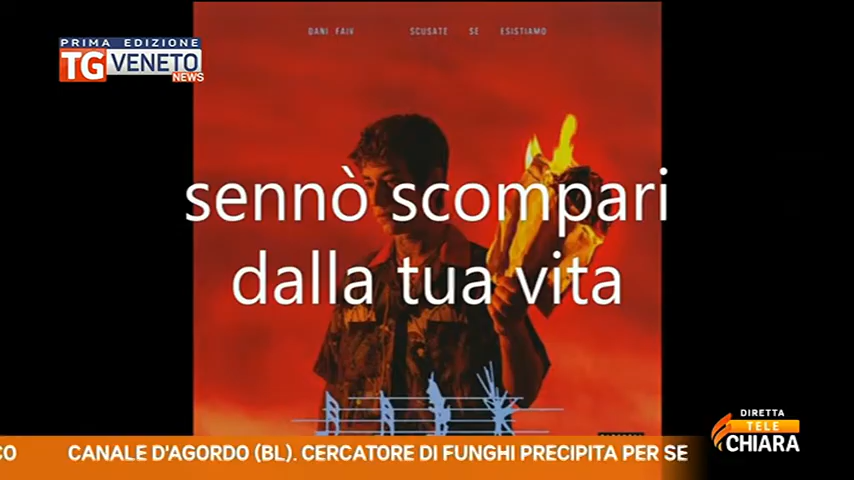 DANI FAIV SCUSATE SE ESISTIAMO
PRIMA EDIZIONE
TG VENETO
NEWS
sennò scompari
dalla tua vita
DIRETTA
TELE
CHIARA
CO CANALE D'AGORDO (BL). CERCATORE DI FUNGHI PRECIPITA PER SE